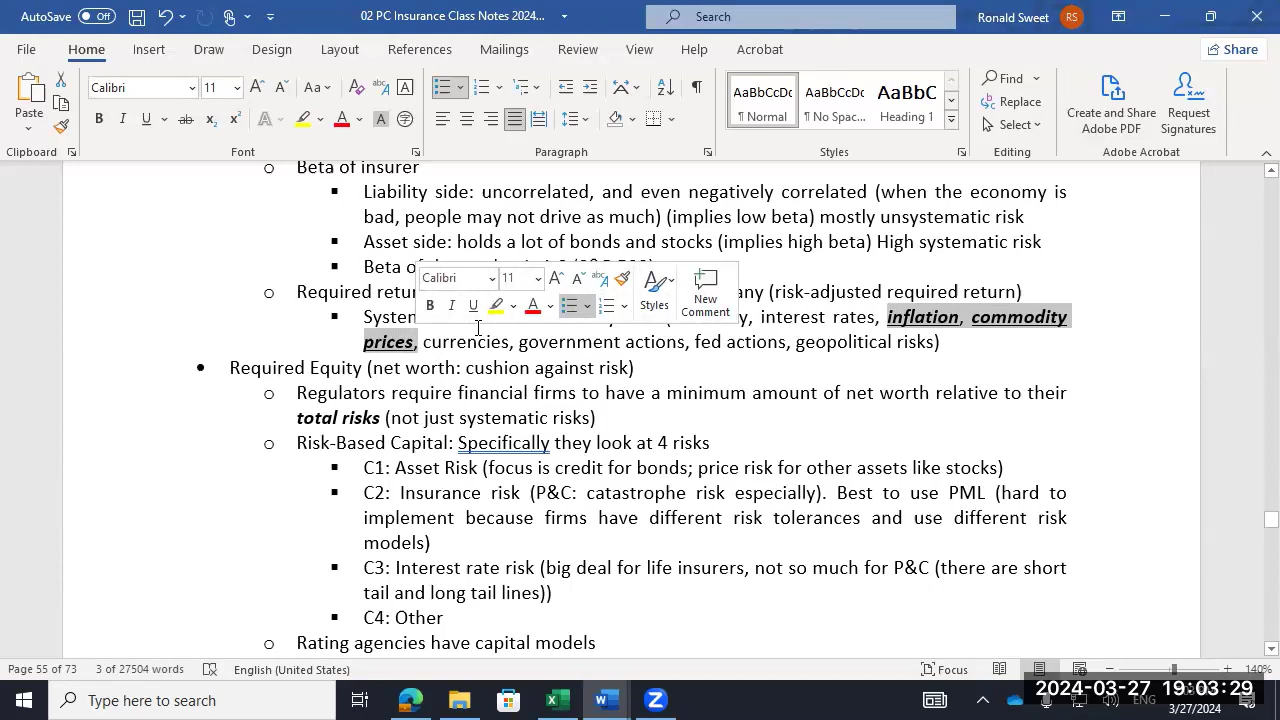 AutoSave Off 02 PC Insurance Class Notes 2024... Search Ronald Sweet RS
File Home Insert Draw Design Layout References Mailings Review View Help Acrobat Share
Paste Calibri 11 Aa Find Replace Select
AaBbCcDc ¶ Normal AaBbCcDc ¶ No Spac... AaBbC Heading 1
Create and Share Adobe PDF Request Signatures
Clipboard Font Paragraph Styles Editing Adobe Acrobat
o Beta of insurer
▪ Liability side: uncorrelated, and even negatively correlated (when the economy is
bad, people may not drive as much) (implies low beta) mostly unsystematic risk
▪ Asset side: holds a lot of bonds and stocks (implies high beta) High systematic risk
▪ Beta of
Calibri 11 Styles New Comment
o Required any (risk-adjusted required return)
▪ interest rates, inflation, commodity
prices, currencies, government actions, fed actions, geopolitical risks)
• Required Equity (net worth: cushion against risk)
o Regulators require financial firms to have a minimum amount of net worth relative to their
total risks (not just systematic risks)
o Risk-Based Capital: Specifically they look at 4 risks
▪ C1: Asset Risk (focus is credit for bonds; price risk for other assets like stocks)
▪ C2: Insurance risk (P&C: catastrophe risk especially). Best to use PML (hard to
implement because firms have different risk tolerances and use different risk
models)
▪ C3: Interest rate risk (big deal for life insurers, not so much for P&C (there are short
tail and long tail lines))
▪ C4: Other
o Rating agencies have capital models
Page 55 of 73 3 of 27504 words English (United States) Focus 140%
Type here to search ENG
2024-03-27 19:03:29
3/27/2024